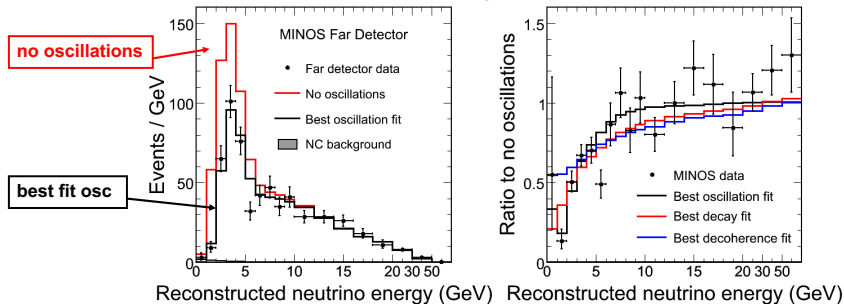 no oscillations
best fit osc
Events / GeV
150
100
50
0
MINOS Far Detector
Far detector data
No oscillations
Best oscillation fit
NC background
0 5 10 15 20 30 50
Reconstructed neutrino energy (GeV)
Ratio to no oscillations
1.5
1
0.5
0
MINOS data
Best oscillation fit
Best decay fit
Best decoherence fit
0 5 10 15 20 30 50
Reconstructed neutrino energy (GeV)